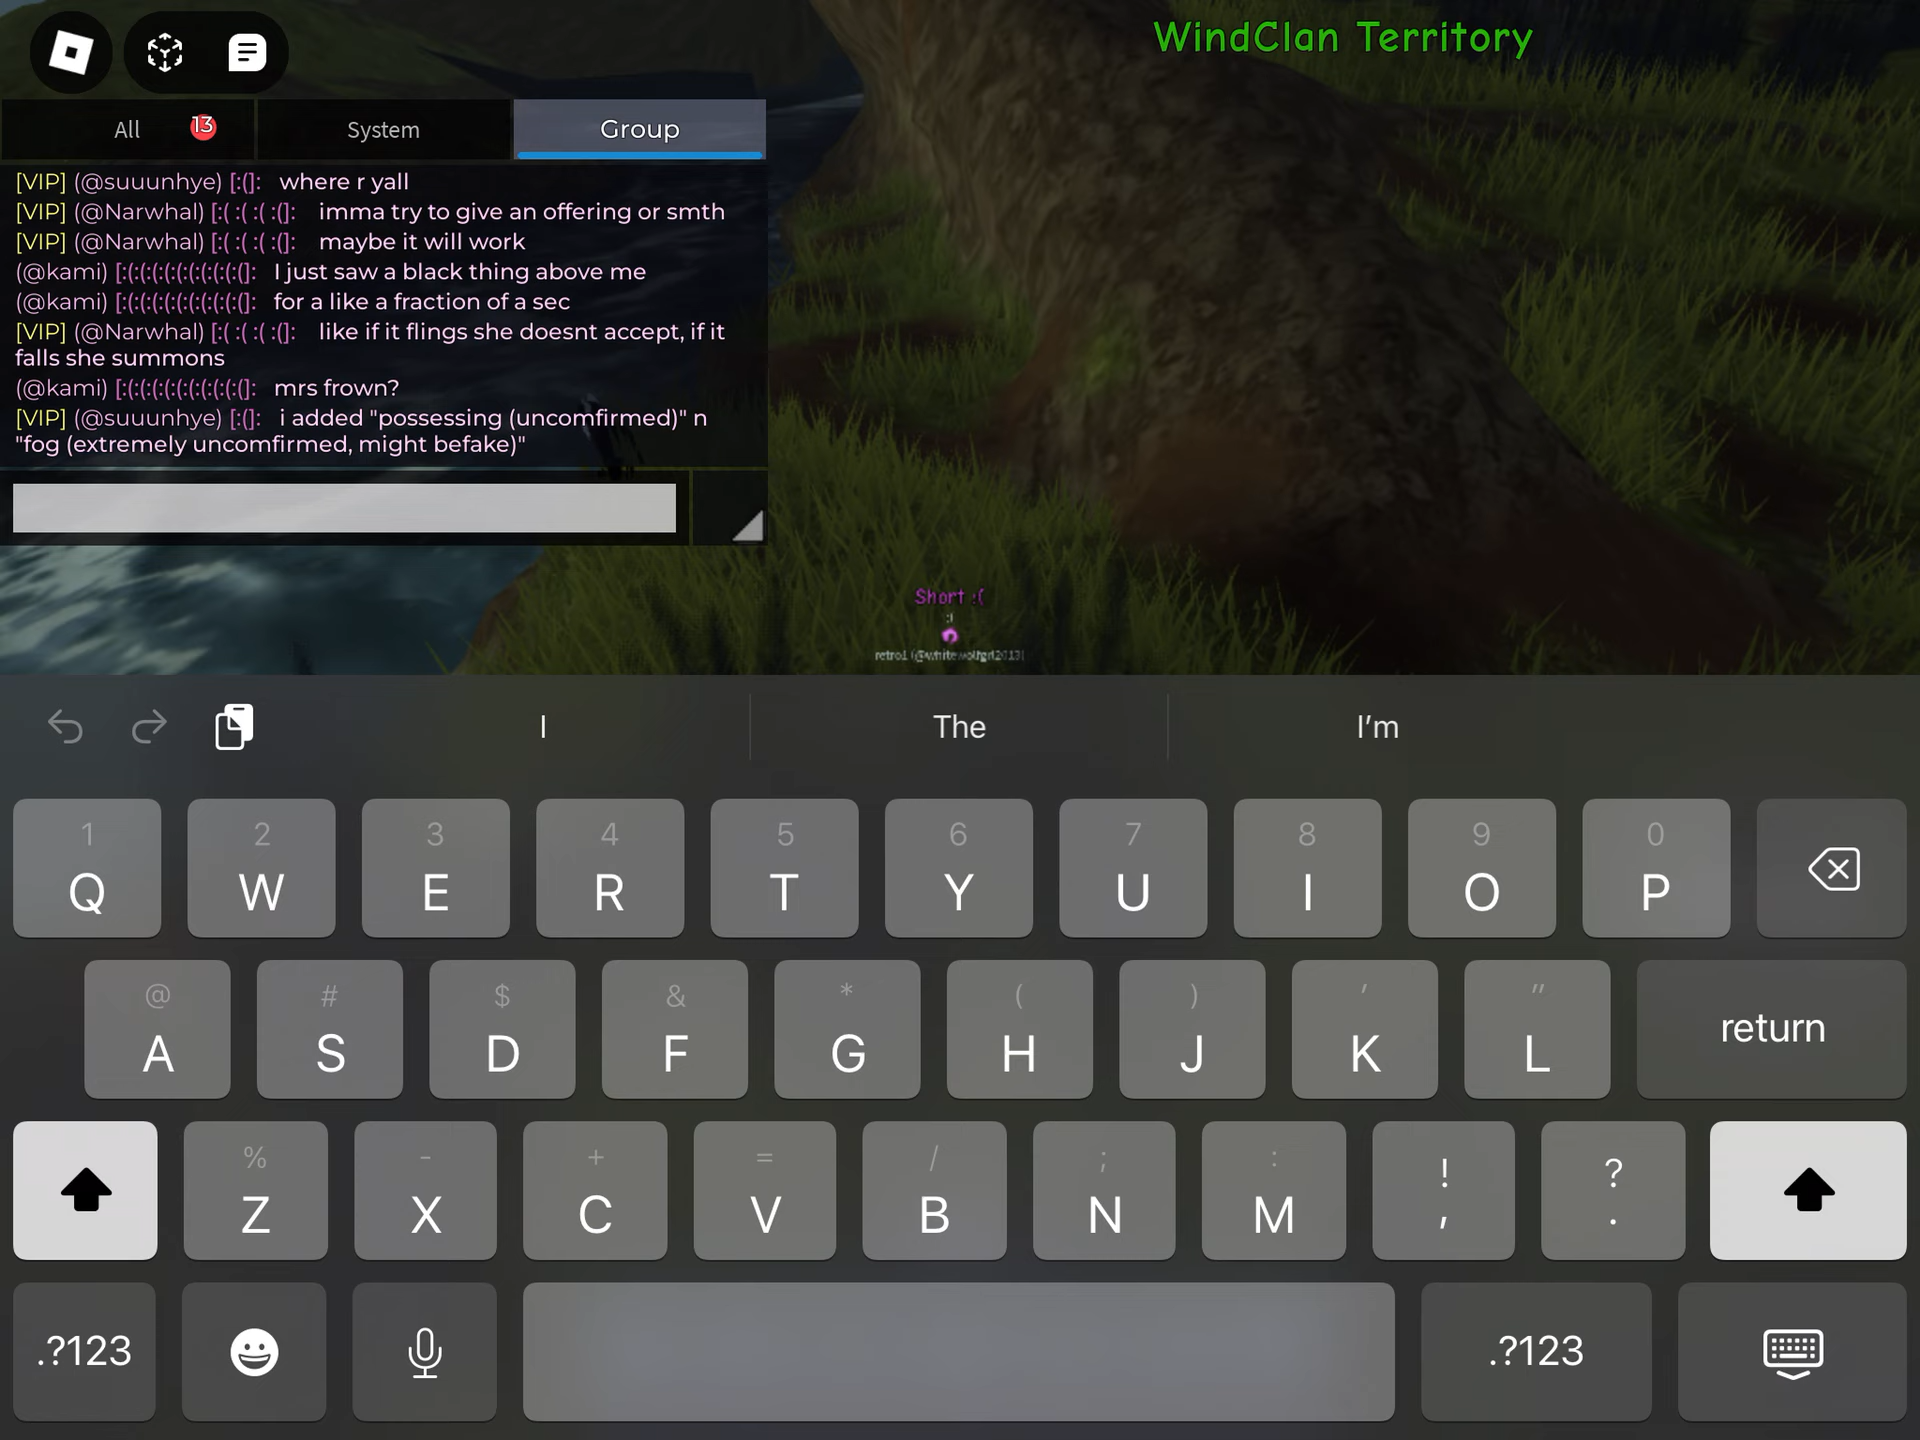 WindClan Territory
All 13 System Group
[VIP] (@suuunhye) [:(]: where r yall
[VIP] (@Narwhal) [:( :( :( :(]: imma try to give an offering or smth
[VIP] (@Narwhal) [:( :( :( :(]: maybe it will work
(@kami) [:(:(:(:(:(:(:(:(:(]: I just saw a black thing above me
(@kami) [:(:(:(:(:(:(:(:(:(]: for a like a fraction of a sec
[VIP] (@Narwhal) [:( :( :( :(]: like if it flings she doesnt accept, if it
falls she summons
(@kami) [:(:(:(:(:(:(:(:(:(]: mrs frown?
[VIP] (@suuunhye) [:(]: i added "possessing (uncomfirmed)" n
"fog (extremely uncomfirmed, might befake)"
Short :(
:(
I The I'm
1 2 3 4 5 6 7 8 9 0
Q W E R T Y U I O P
@ # $ & * ( ) ' "
A S D F G H J K L return
% - + = / ; : ! ?
Z X C V B N M , .
.?123 .?123